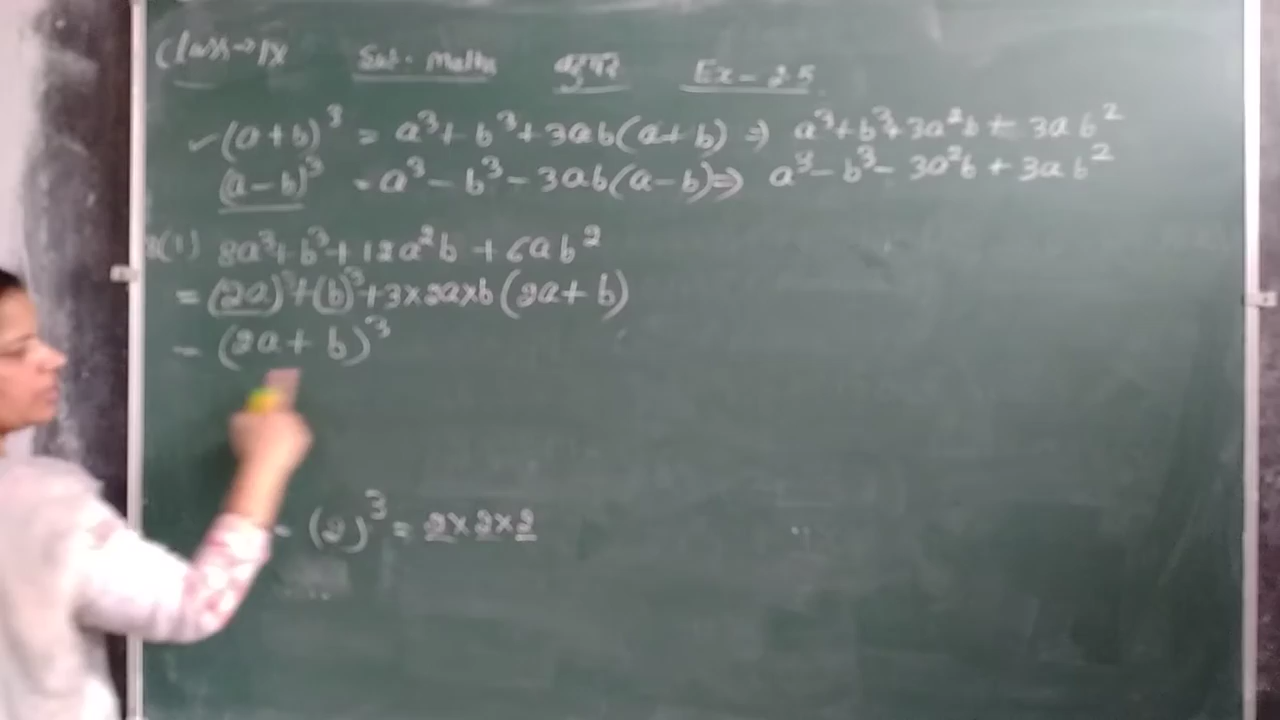 Class → IX Sub. Maths Ex - 2.5
✓ (a+b)³ = a³ + b³ + 3ab(a+b) ⇒ a³+b³+3a²b + 3ab²
(a-b)³ = a³ - b³ - 3ab(a-b) ⇒ a³ - b³ - 3a²b + 3ab²
(1) 8a³+b³+12a²b + 6ab²
= (2a)³+(b)³+3×2a×b(2a+b)
= (2a+b)³
- (2)³ = 2×2×2